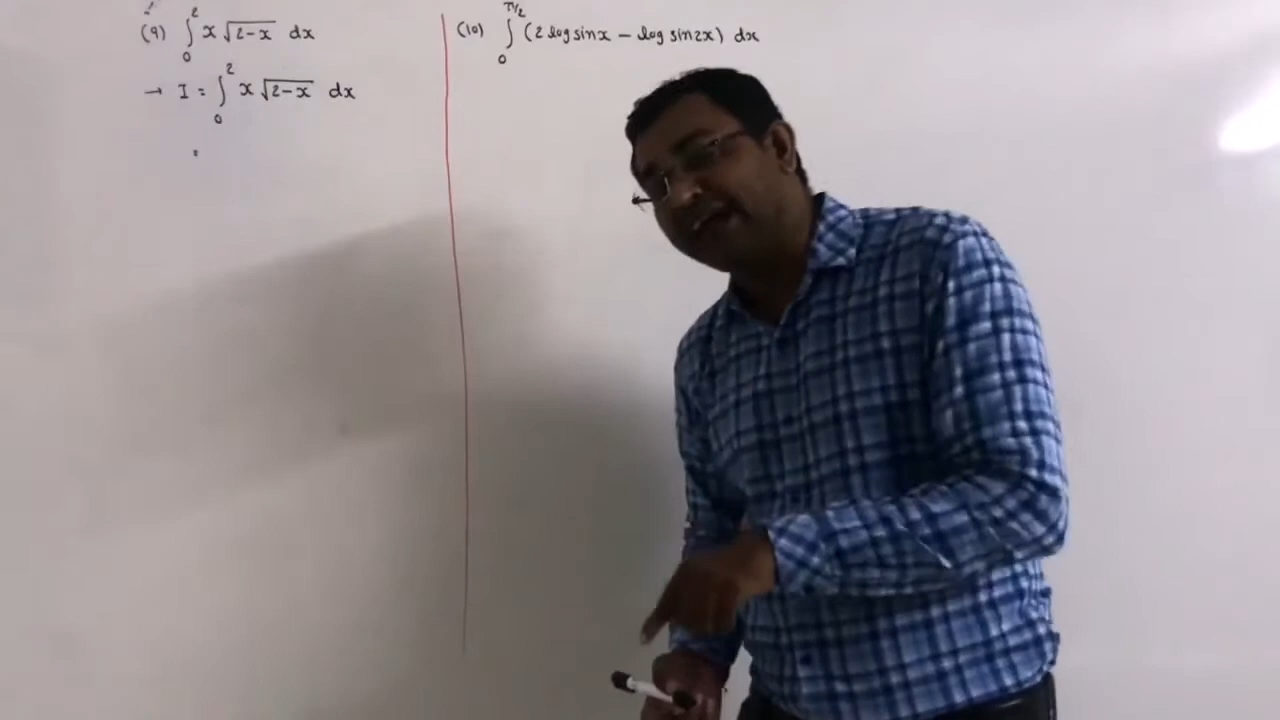 (9) ∫₀² x √(2-x) dx
→ I = ∫₀² x √(2-x) dx
(10) ∫₀^(π/2) (2 log sin x - log sin 2x) dx